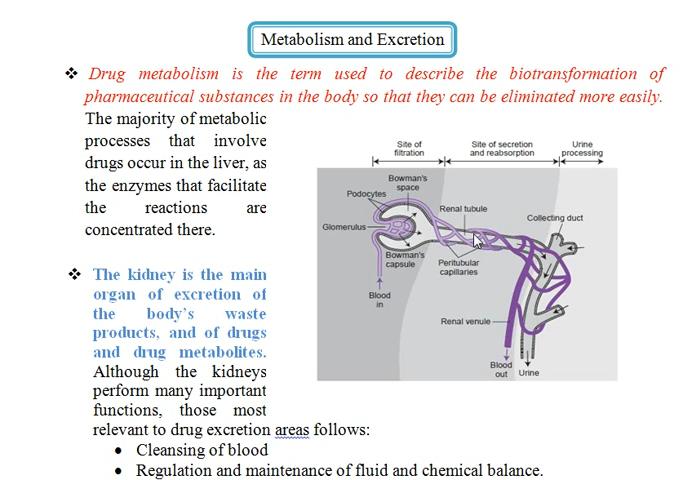 Metabolism and Excretion
❖ Drug metabolism is the term used to describe the biotransformation of
pharmaceutical substances in the body so that they can be eliminated more easily.
The majority of metabolic
processes that involve
drugs occur in the liver, as
the enzymes that facilitate
the reactions are
concentrated there.
Site of
filtration
Site of secretion
and reabsorption
Urine
processing
Bowman's
space
Podocytes
Renal tubule
Collecting duct
Glomerulus
Bowman's
capsule
Peritubular
capillaries
Blood
in
Renal venule
Blood
out
Urine
❖ The kidney is the main
organ of excretion of
the body's waste
products, and of drugs
and drug metabolites.
Although the kidneys
perform many important
functions, those most
relevant to drug excretion areas follows:
• Cleansing of blood
• Regulation and maintenance of fluid and chemical balance.